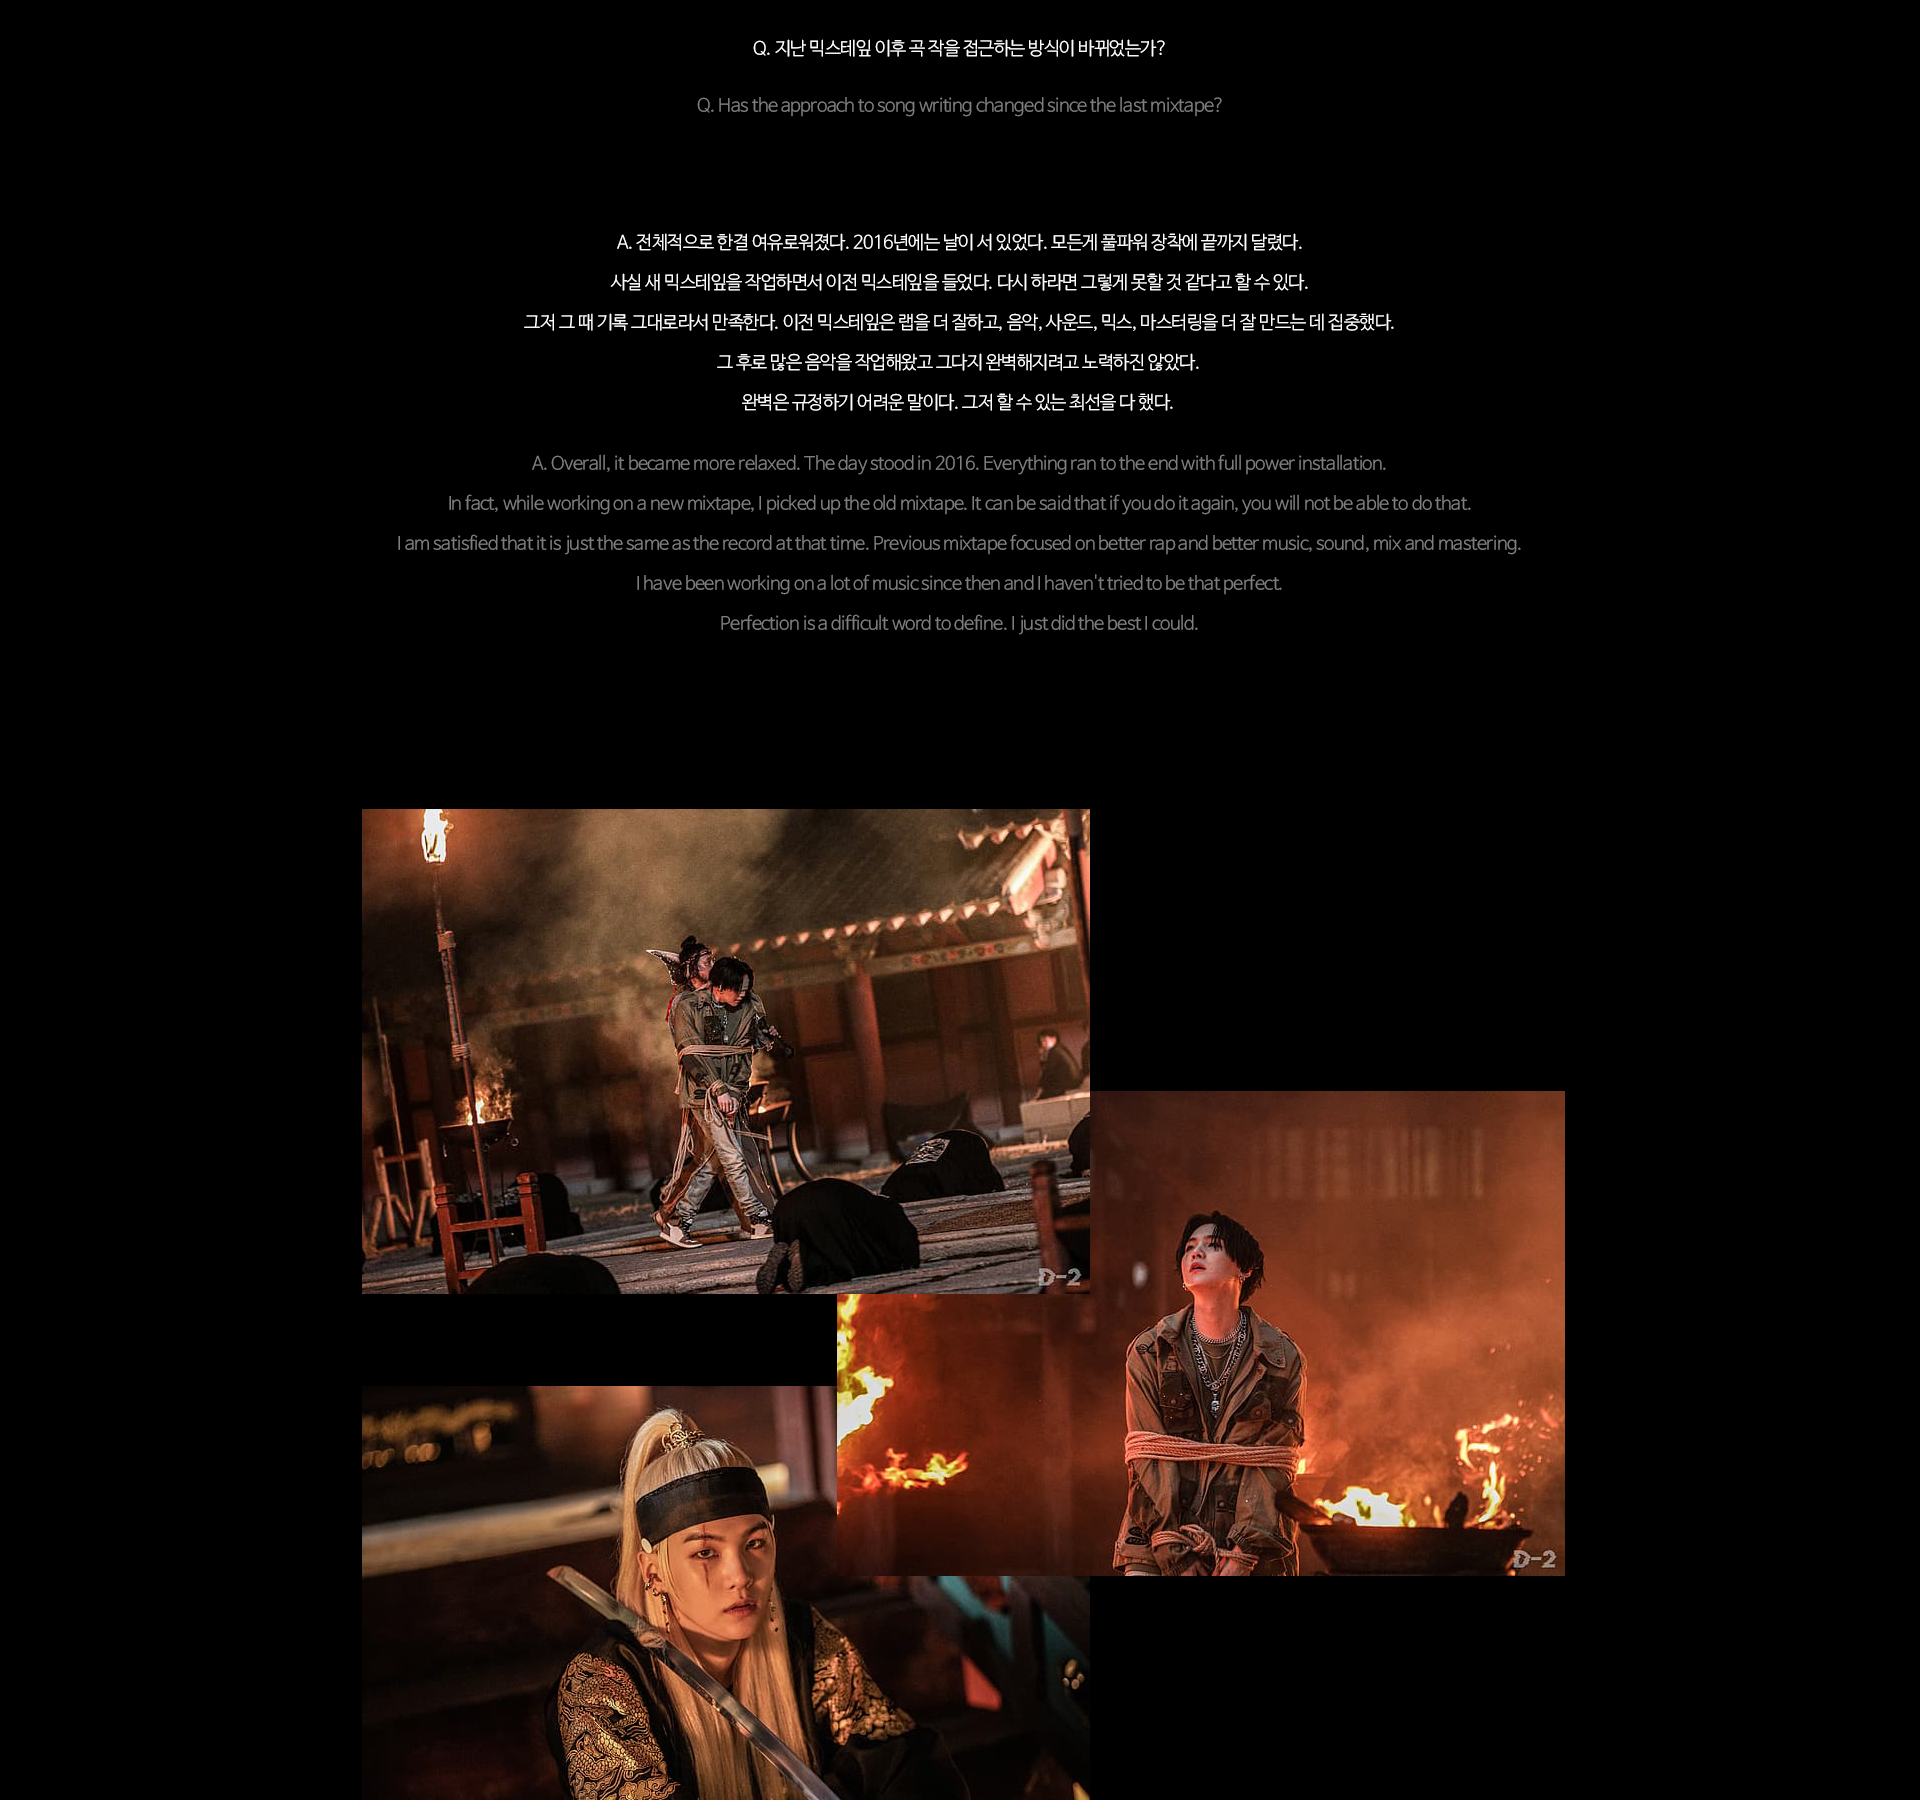 Q. 지난 믹스테잎 이후 곡 작을 접근하는 방식이 바뀌었는가?
Q. Has the approach to song writing changed since the last mixtape?
A. 전체적으로 한결 여유로워졌다. 2016년에는 날이 서 있었다. 모든게 풀파워 장착에 끝까지 달렸다.
사실 새 믹스테잎을 작업하면서 이전 믹스테잎을 들었다. 다시 하라면 그렇게 못할 것 같다고 할 수 있다.
그저 그 때 기록 그대로라서 만족한다. 이전 믹스테잎은 랩을 더 잘하고, 음악, 사운드, 믹스, 마스터링을 더 잘 만드는 데 집중했다.
그 후로 많은 음악을 작업해왔고 그다지 완벽해지려고 노력하진 않았다.
완벽은 규정하기 어려운 말이다. 그저 할 수 있는 최선을 다 했다.
A. Overall, it became more relaxed. The day stood in 2016. Everything ran to the end with full power installation.
In fact, while working on a new mixtape, I picked up the old mixtape. It can be said that if you do it again, you will not be able to do that.
I am satisfied that it is just the same as the record at that time. Previous mixtape focused on better rap and better music, sound, mix and mastering.
I have been working on a lot of music since then and I haven't tried to be that perfect.
Perfection is a difficult word to define. I just did the best I could.
D-2
D-2